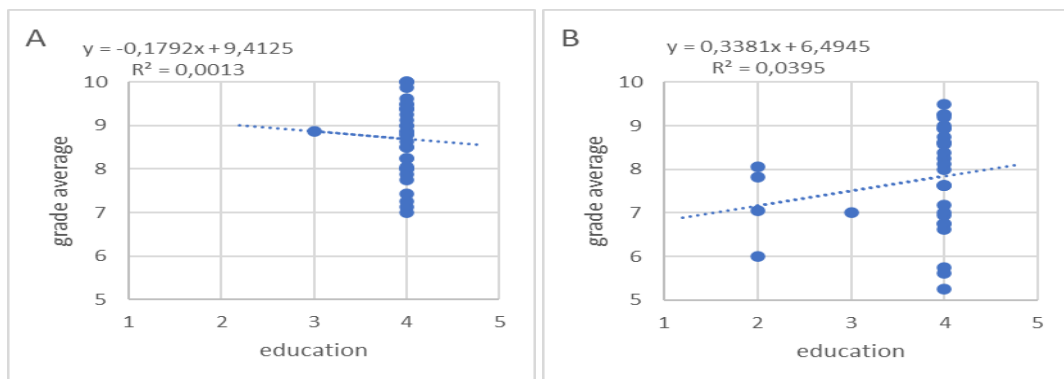 A
y = -0,1792x + 9,4125
R² = 0,0013
10
9
8
7
6
5
grade average
1 2 3 4 5
education
B
y = 0,3381x + 6,4945
R² = 0,0395
10
9
8
7
6
5
grade average
1 2 3 4 5
education